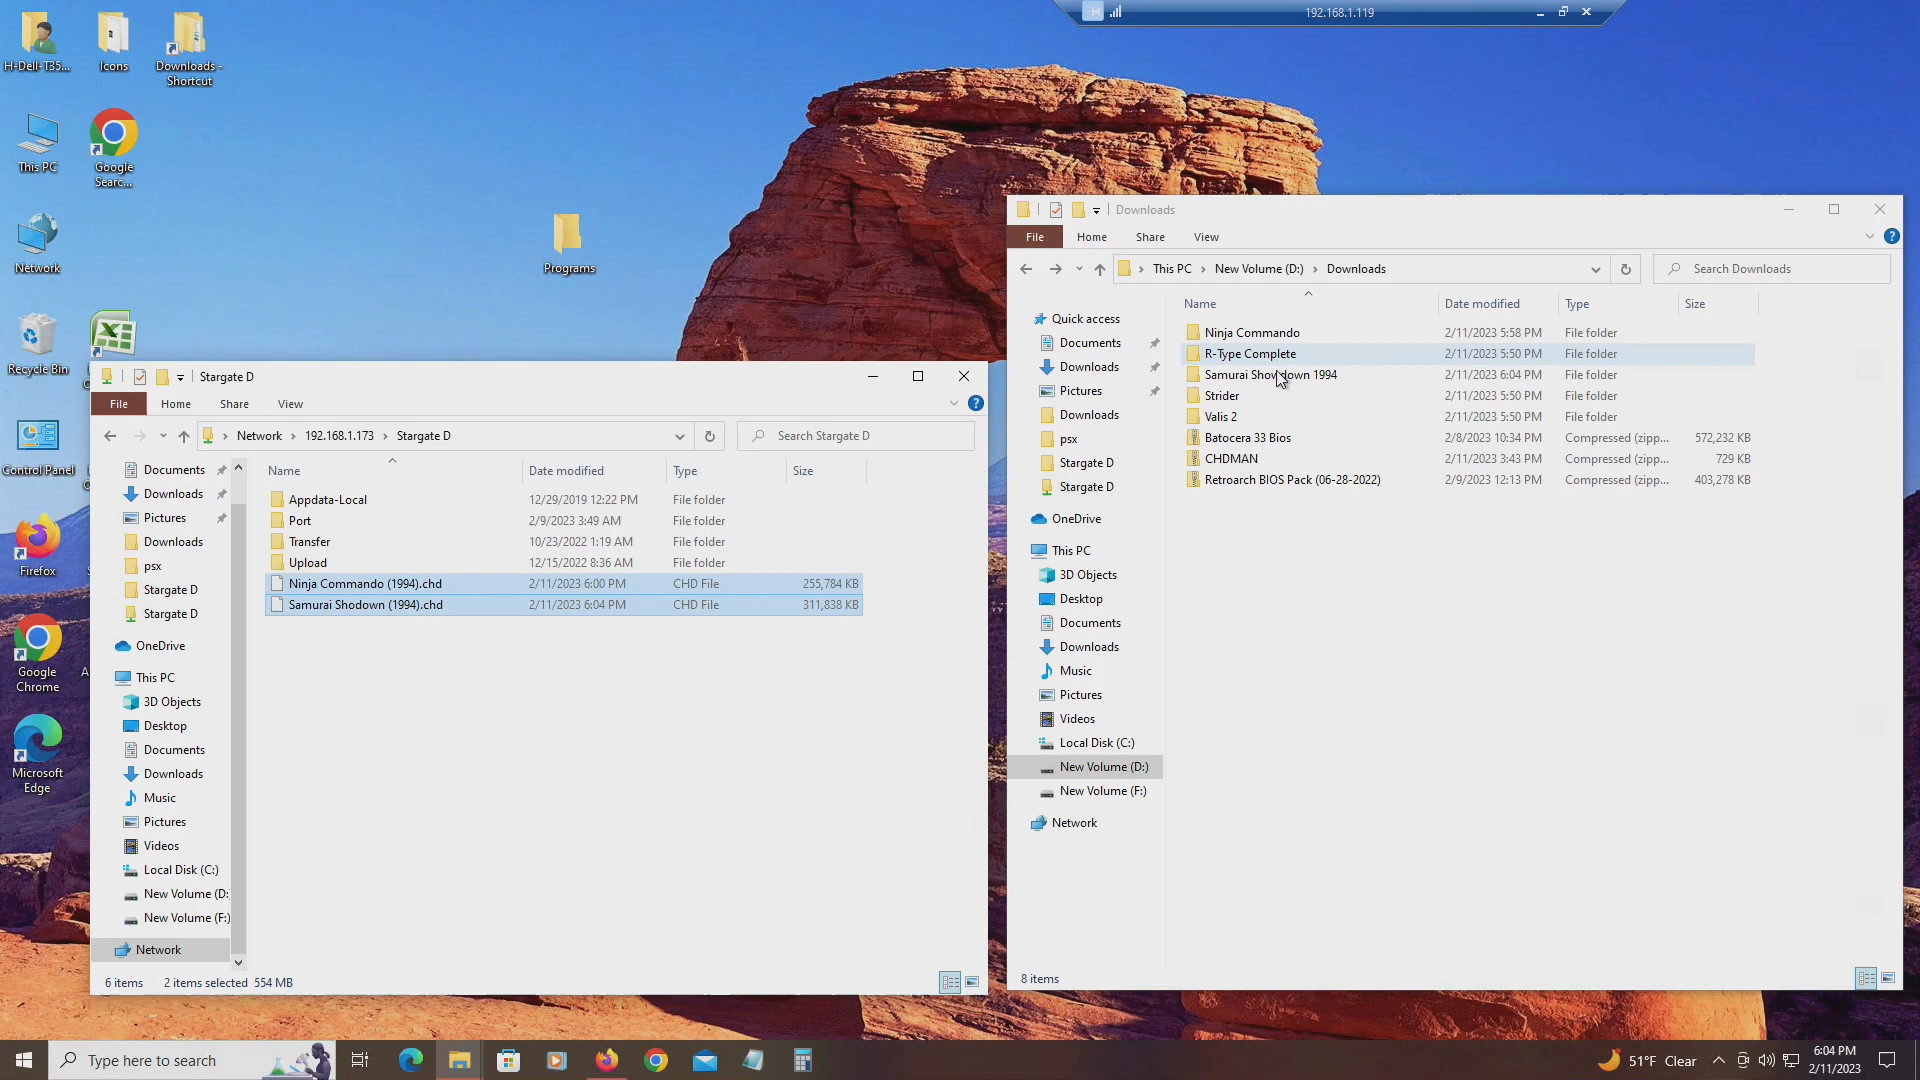 192.168.1.119
H-Dell-T35...
Icons
Downloads -
Shortcut
This PC
Google
Searc...
Network
Programs
Recycle Bin
Control Panel
Firefox
Google
Chrome
Microsoft
Edge
Stargate D
File
Home
Share
View
Network
192.168.1.173
Stargate D
Search Stargate D
Name
Date modified
Type
Size
Documents
Downloads
Pictures
Downloads
psx
Stargate D
Stargate D
OneDrive
This PC
3D Objects
Desktop
Documents
Downloads
Music
Pictures
Videos
Local Disk (C:)
New Volume (D:
New Volume (F:)
Network
Appdata-Local 12/29/2019 12:22 PM File folder
Port 2/9/2023 3:49 AM File folder
Transfer 10/23/2022 1:19 AM File folder
Upload 12/15/2022 8:36 AM File folder
Ninja Commando (1994).chd 2/11/2023 6:00 PM CHD File 255,784 KB
Samurai Shodown (1994).chd 2/11/2023 6:04 PM CHD File 311,838 KB
6 items 2 items selected 554 MB
Downloads
File
Home
Share
View
This PC
New Volume (D:)
Downloads
Search Downloads
Name
Date modified
Type
Size
Quick access
Documents
Downloads
Pictures
Downloads
psx
Stargate D
Stargate D
OneDrive
This PC
3D Objects
Desktop
Documents
Downloads
Music
Pictures
Videos
Local Disk (C:)
New Volume (D:)
New Volume (F:)
Network
Ninja Commando 2/11/2023 5:58 PM File folder
R-Type Complete 2/11/2023 5:50 PM File folder
Samurai Showdown 1994 2/11/2023 6:04 PM File folder
Strider 2/11/2023 5:50 PM File folder
Valis 2 2/11/2023 5:50 PM File folder
Batocera 33 Bios 2/8/2023 10:34 PM Compressed (zipp... 572,232 KB
CHDMAN 2/11/2023 3:43 PM Compressed (zipp... 729 KB
Retroarch BIOS Pack (06-28-2022) 2/9/2023 12:13 PM Compressed (zipp... 403,278 KB
8 items
Type here to search
51°F Clear
6:04 PM
2/11/2023